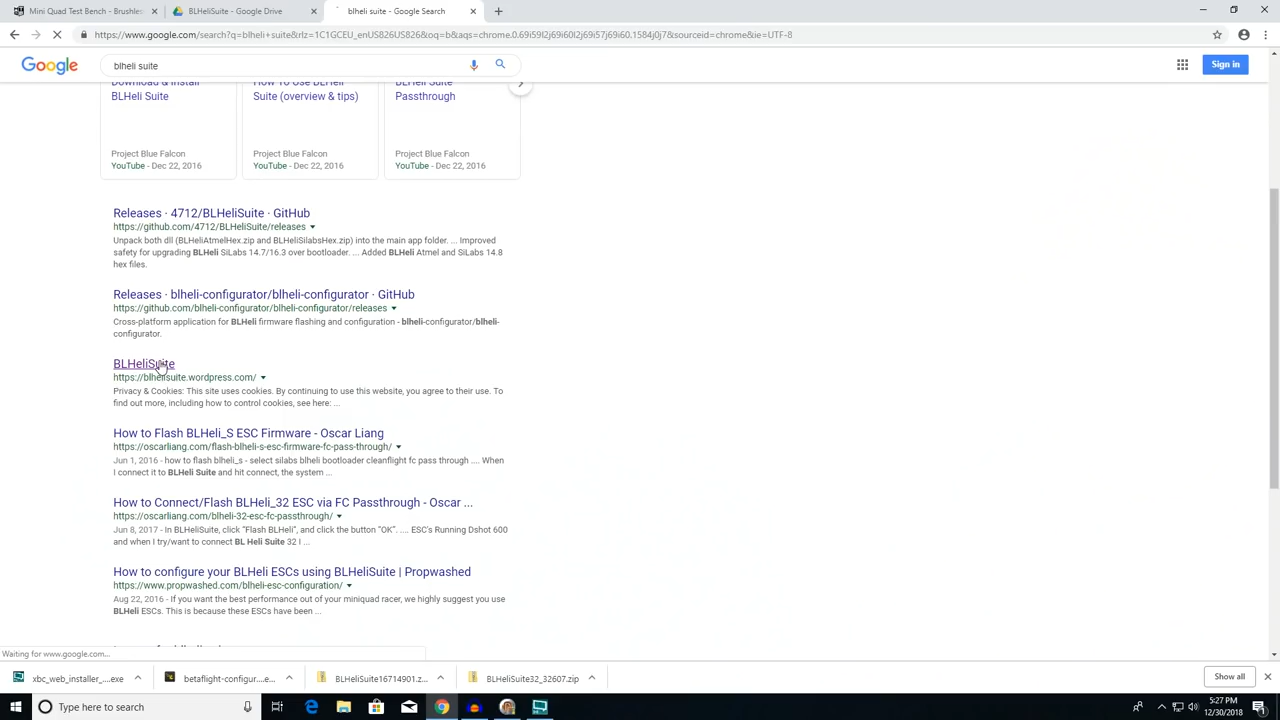 Mini Quad Test Bench - Brushles
BLHeliSuite - Google Drive
blheli suite - Google Search
https://www.google.com/search?q=blheli+suite&rlz=1C1GCEU_enUS826US826&oq=b&aqs=chrome.0.69i59l2j69i60l2j69i57j69i60.1584j0j7&sourceid=chrome&ie=UTF-8
Google
blheli suite
Sign in
Download & Install
BLHeli Suite
How To Use BLHeli
Suite (overview & tips)
BLHeli Suite
Passthrough
Project Blue Falcon
YouTube - Dec 22, 2016
Project Blue Falcon
YouTube - Dec 22, 2016
Project Blue Falcon
YouTube - Dec 22, 2016
Releases · 4712/BLHeliSuite · GitHub
https://github.com/4712/BLHeliSuite/releases
Unpack both dll (BLHeliAtmelHex.zip and BLHeliSilabsHex.zip) into the main app folder. ... Improved
safety for upgrading BLHeli SiLabs 14.7/16.3 over bootloader. ... Added BLHeli Atmel and SiLabs 14.8
hex files.
Releases · blheli-configurator/blheli-configurator · GitHub
https://github.com/blheli-configurator/blheli-configurator/releases
Cross-platform application for BLHeli firmware flashing and configuration - blheli-configurator/blheli-
configurator.
BLHeliSuite
https://blhelisuite.wordpress.com/
Privacy & Cookies: This site uses cookies. By continuing to use this website, you agree to their use. To
find out more, including how to control cookies, see here: ...
How to Flash BLHeli_S ESC Firmware - Oscar Liang
https://oscarliang.com/flash-blheli-s-esc-firmware-fc-pass-through/
Jun 1, 2016 - how to flash blheli_s - select silabs blheli bootloader cleanflight fc pass through .... When
I connect it to BLHeli Suite and hit connect, the system ...
How to Connect/Flash BLHeli_32 ESC via FC Passthrough - Oscar ...
https://oscarliang.com/blheli-32-esc-fc-passthrough/
Jun 8, 2017 - In BLHeliSuite, click "Flash BLHeli", and click the button "OK". .... ESC's Running Dshot 600
and when I try/want to connect BL Heli Suite 32 I ...
How to configure your BLHeli ESCs using BLHeliSuite | Propwashed
https://www.propwashed.com/blheli-esc-configuration/
Aug 22, 2016 - If you want the best performance out of your miniquad racer, we highly suggest you use
BLHeli ESCs. This is because these ESCs have been ...
Waiting for www.google.com...
xbc_web_installer_....exe
betaflight-configur....e...
BLHeliSuite16714901.z...
BLHeliSuite32_32607.zip
Show all
Type here to search
5:27 PM
12/30/2018